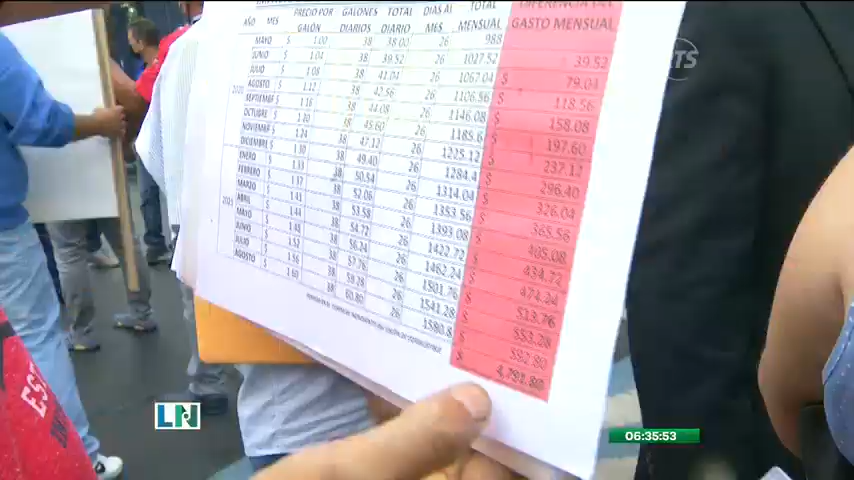 AÑO MES PRECIO POR GALÓN GALONES DIARIOS TOTAL DIARIO DIAS AL MES TOTAL MENSUAL GASTO MENSUAL
MAYO $ 1.00 38 38.00 26 988
JUNIO $ 1.04 38 39.52 26 1027.52 $ 39.52
JULIO $ 1.08 38 41.04 26 1067.04 $ 79.04
AGOSTO $ 1.12 38 42.56 26 1106.56 $ 118.56
SEPTIEMBRE $ 1.16 38 44.08 26 1146.08 $ 158.08
OCTUBRE $ 1.20 38 45.60 26 1185.6 $ 197.60
NOVIEMBRE $ 1.24 38 47.12 26 1225.12 $ 237.12
DICIEMBRE $ 1.30 38 49.40 26 1284.4 $ 296.40
ENERO $ 1.33 38 50.54 26 1314.04 $ 326.04
FEBRERO $ 1.37 38 52.06 26 1353.56 $ 365.56
MARZO $ 1.41 38 53.58 26 1393.08 $ 405.08
ABRIL $ 1.44 38 54.72 26 1422.72 $ 434.72
MAYO $ 1.48 38 56.24 26 1462.24 $ 474.24
JUNIO $ 1.52 38 57.76 26 1501.76 $ 513.76
JULIO $ 1.56 38 59.28 26 1541.28 $ 553.28
AGOSTO $ 1.60 38 60.80 26 1580.8 $ 592.80
$ 4,791.80
2020
2021
LN
06:35:53